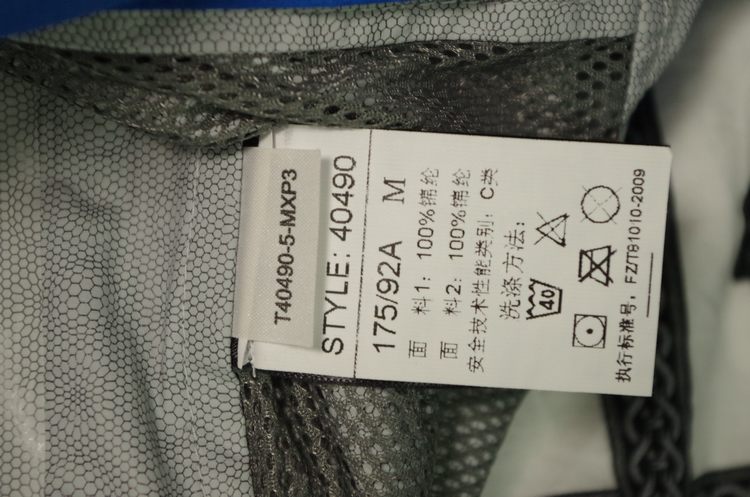 T40490-5-MXP3
STYLE: 40490
175/92A M
面 料1: 100%锦纶
面 料2: 100%锦纶
安全技术性能类别: C类
洗涤方法:
40
执行标准号: FZ/T81010-2009